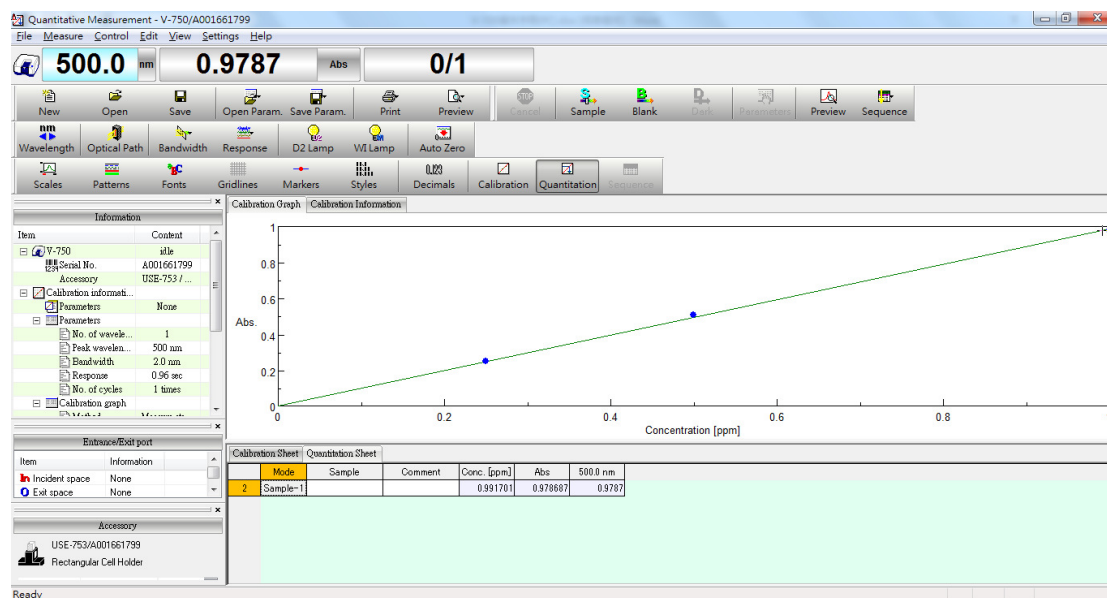 Quantitative Measurement - V-750/A001661799
File Measure Control Edit View Settings Help
500.0 nm 0.9787 Abs 0/1
New Open Save Open Param. Save Param. Print Preview Cancel Sample Blank Dark Parameters Preview Sequence
Wavelength Optical Path Bandwidth Response D2 Lamp WI Lamp Auto Zero
Scales Patterns Fonts Gridlines Markers Styles Decimals Calibration Quantitation Sequence
Information
Item Content
V-750 idle
Serial No. A001661799
Accessory USE-753 / ...
Calibration informati...
Parameters None
Parameters
No. of wavele... 1
Peak wavelen... 500 nm
Bandwidth 2.0 nm
Response 0.96 sec
No. of cycles 1 times
Calibration graph
Entrance/Exit port
Item Information
In Incident space None
O Exit space None
Accessory
USE-753/A001661799
Rectangular Cell Holder
Calibration Graph Calibration Information
1
0.8
0.6
Abs.
0.4
0.2
0
0 0.2 0.4 0.6 0.8
Concentration [ppm]
Calibration Sheet Quantitation Sheet
Mode Sample Comment Conc. [ppm] Abs 500.0 nm
2 Sample-1 0.991701 0.978687 0.9787
Ready